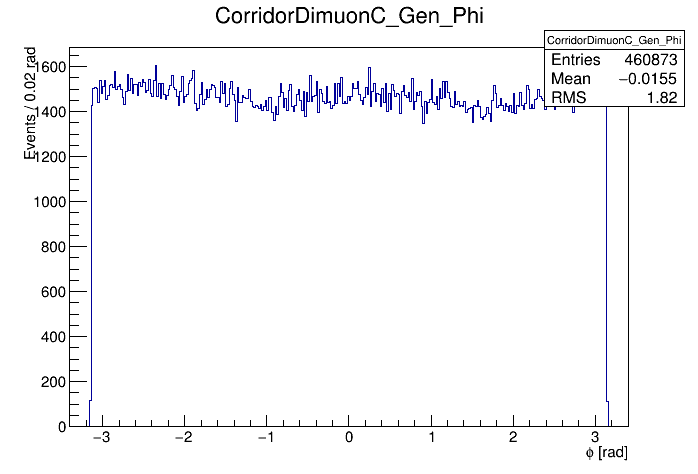 CorridorDimuonC_Gen_Phi
CorridorDimuonC_Gen_Phi
Entries 460873
Mean −0.0155
RMS 1.82
Events / 0.02 rad
1600
1400
1200
1000
800
600
400
200
0
−3 −2 −1 0 1 2 3
ϕ [rad]